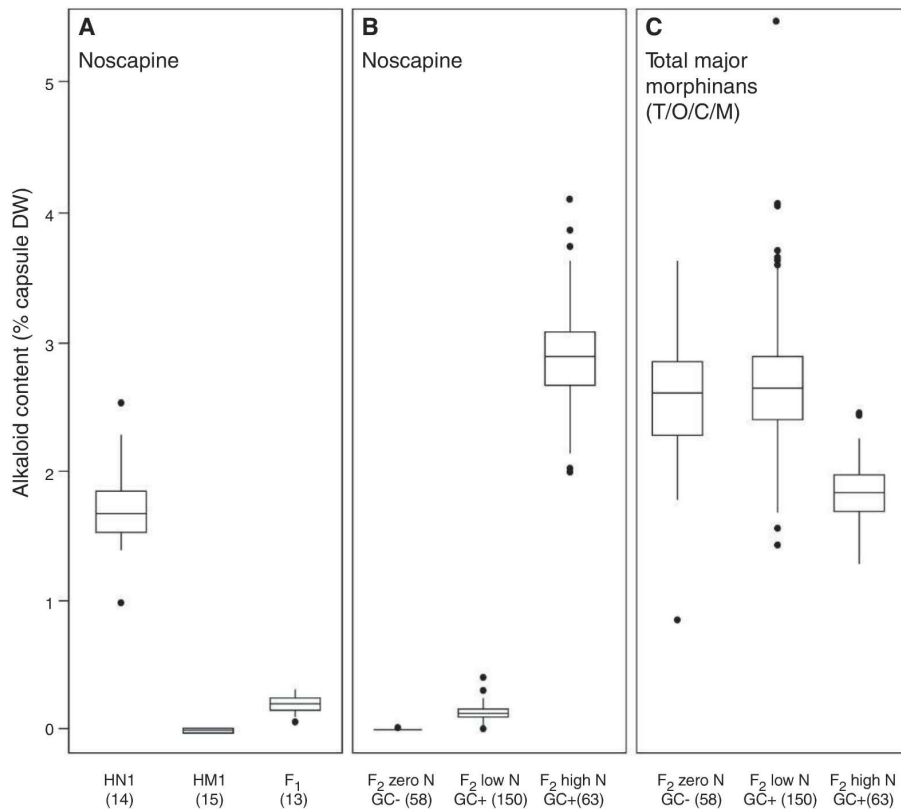 A
Noscapine
B
Noscapine
C
Total major
morphinans
(T/O/C/M)
Alkaloid content (% capsule DW)
5
4
3
2
1
0
HN1
(14)
HM1
(15)
F₁
(13)
F₂ zero N
GC- (58)
F₂ low N
GC+ (150)
F₂ high N
GC+(63)
F₂ zero N
GC- (58)
F₂ low N
GC+ (150)
F₂ high N
GC+(63)